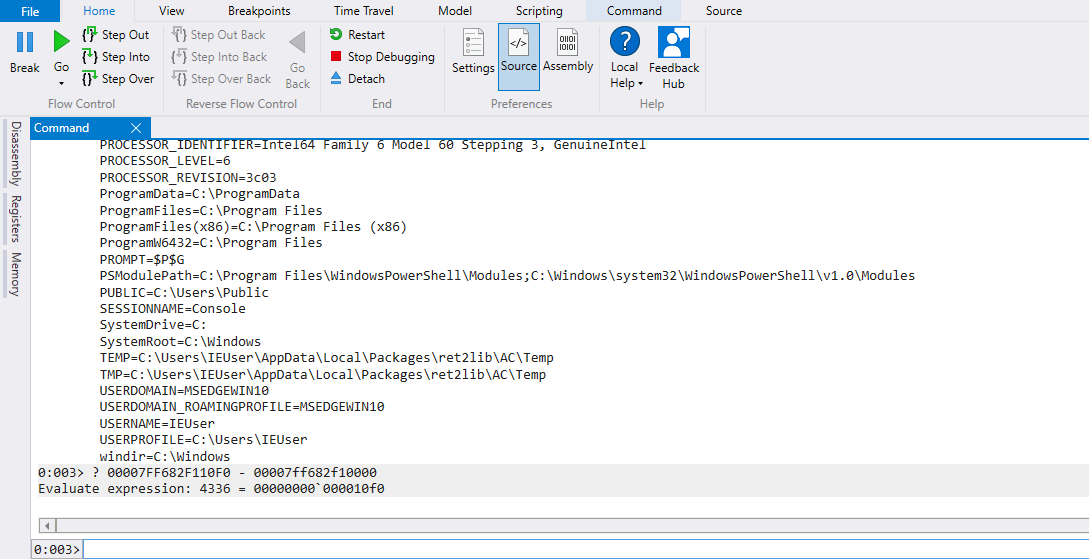 File Home View Breakpoints Time Travel Model Scripting Command Source
Break
Go
Step Out
Step Into
Step Over
Flow Control
Step Out Back
Step Into Back
Step Over Back
Go
Back
Reverse Flow Control
Restart
Stop Debugging
Detach
End
Settings
</>
Source
0101
1010
Assembly
Preferences
?
Local
Help
Feedback
Hub
Help
Disassembly
Registers
Memory
Command
PROCESSOR_IDENTIFIER=Intel64 Family 6 Model 60 Stepping 3, GenuineIntel
PROCESSOR_LEVEL=6
PROCESSOR_REVISION=3c03
ProgramData=C:\ProgramData
ProgramFiles=C:\Program Files
ProgramFiles(x86)=C:\Program Files (x86)
ProgramW6432=C:\Program Files
PROMPT=$P$G
PSModulePath=C:\Program Files\WindowsPowerShell\Modules;C:\Windows\system32\WindowsPowerShell\v1.0\Modules
PUBLIC=C:\Users\Public
SESSIONNAME=Console
SystemDrive=C:
SystemRoot=C:\Windows
TEMP=C:\Users\IEUser\AppData\Local\Packages\ret2lib\AC\Temp
TMP=C:\Users\IEUser\AppData\Local\Packages\ret2lib\AC\Temp
USERDOMAIN=MSEDGEWIN10
USERDOMAIN_ROAMINGPROFILE=MSEDGEWIN10
USERNAME=IEUser
USERPROFILE=C:\Users\IEUser
windir=C:\Windows
0:003> ? 00007FF682F110F0 - 00007ff682f10000
Evaluate expression: 4336 = 00000000`000010f0
0:003>